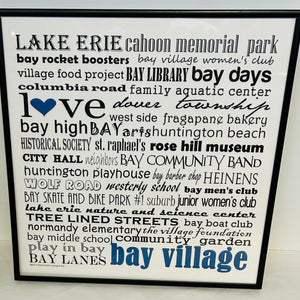 LAKE ERIE cahoon memorial park
bay rocket boosters bay village women's club
village food project BAY LIBRARY bay days
columbia road family aquatic center
love dover township
west side fragapane bakery
bay high BAYarts huntington beach
HISTORICAL SOCIETY st. raphael's rose hill museum
CITY HALL neighbors BAY COMMUNITY BAND
huntington playhouse bay barber shop HEINENS
WOLF ROAD westerly school bay men's club
BAY SKATE AND BIKE PARK #1 suburb junior women's club
lake erie nature and science center
TREE LINED STREETS bay boat club
normandy elementary the village foundation
bay middle school community garden
play in bay
BAY LANES bay village